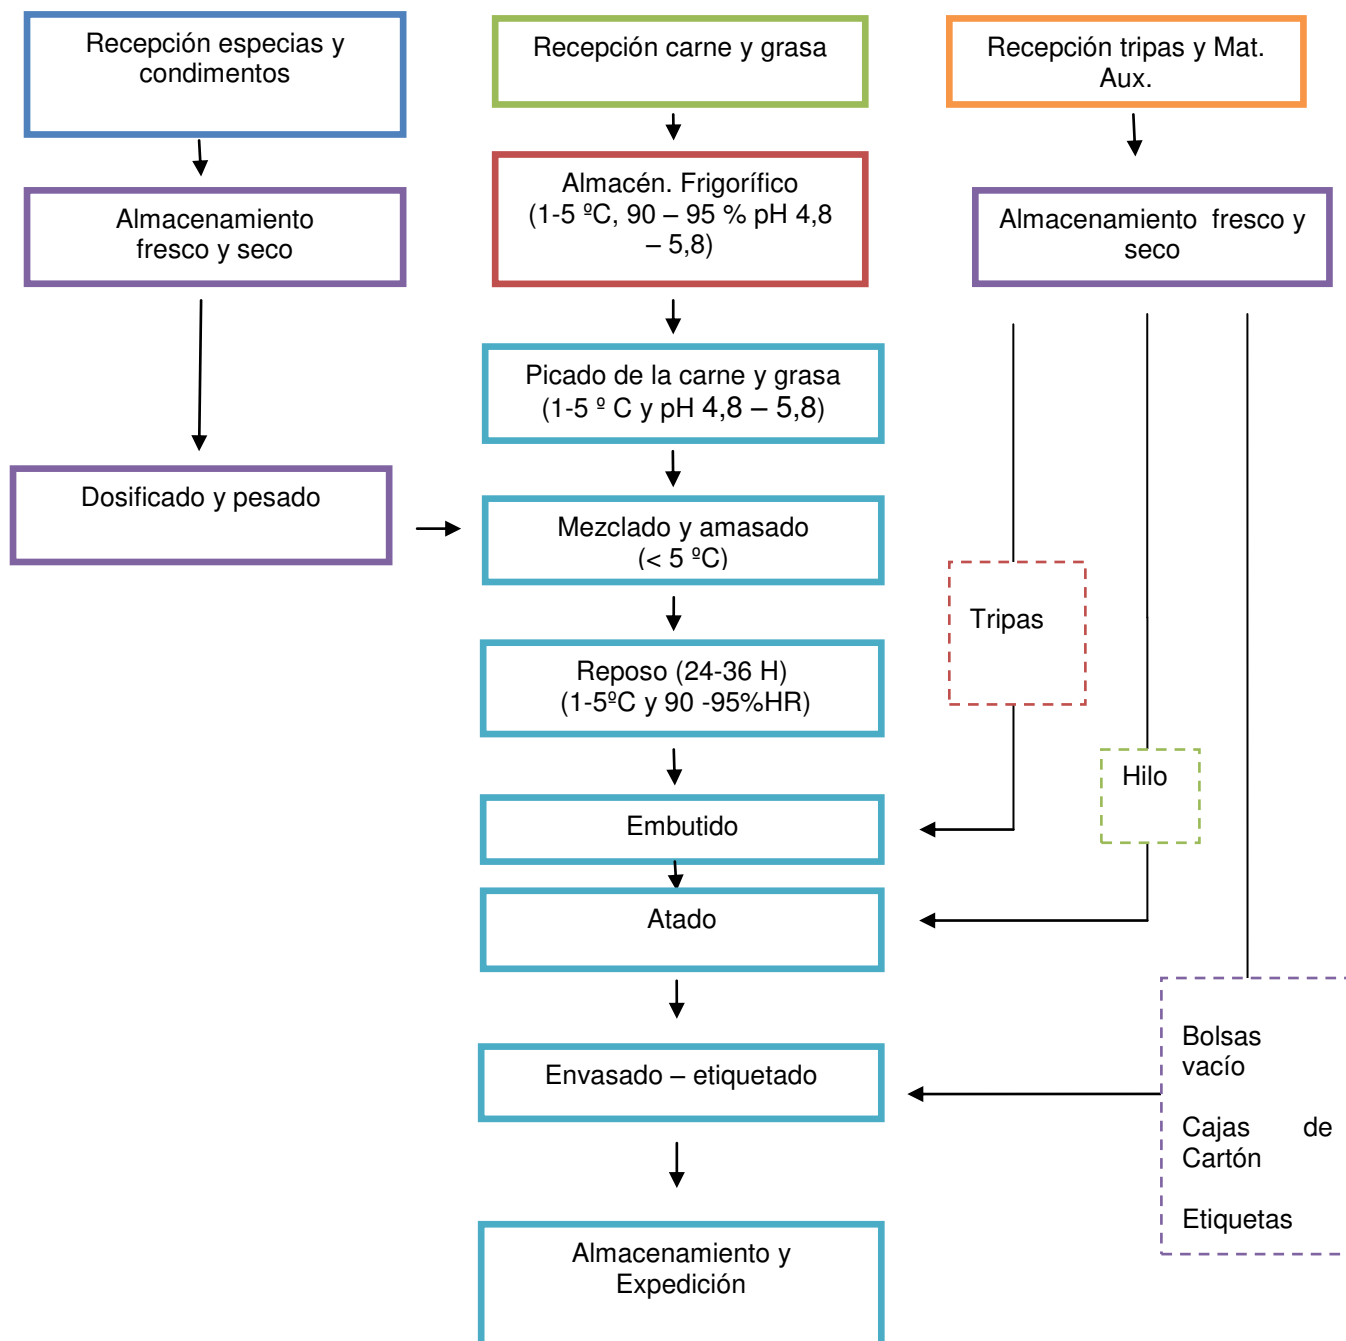 Recepción especias y
condimentos
Recepción carne y grasa
Recepción tripas y Mat.
Aux.
Almacenamiento
fresco y seco
Almacén. Frigorífico
(1-5 ºC, 90 – 95 % pH 4,8
– 5,8)
Almacenamiento fresco y
seco
Picado de la carne y grasa
(1-5 º C y pH 4,8 – 5,8)
Dosificado y pesado
Mezclado y amasado
(< 5 ºC)
Tripas
Reposo (24-36 H)
(1-5ºC y 90 -95%HR)
Hilo
Embutido
Atado
Envasado – etiquetado
Bolsas
vacío
Cajas de
Cartón
Etiquetas
Almacenamiento y
Expedición